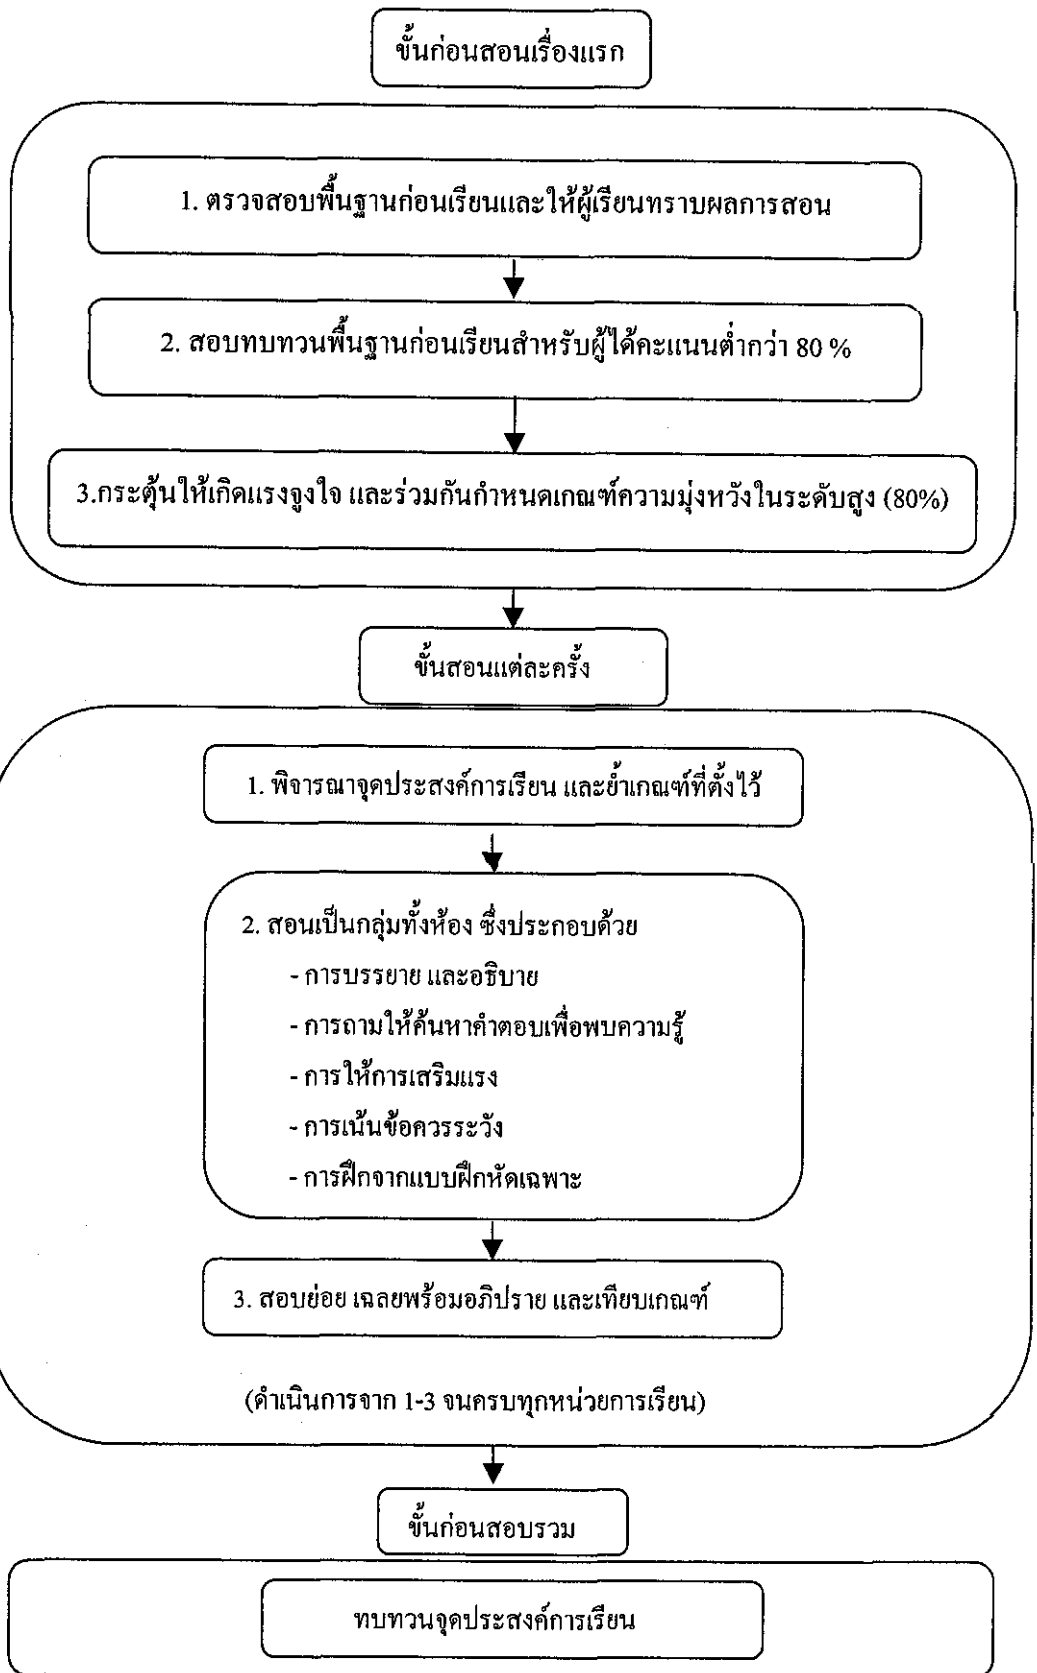 ขั้นก่อนสอนเรื่องแรก
1. ตรวจสอบพื้นฐานก่อนเรียนและให้ผู้เรียนทราบผลการสอน
2. สอบทบทวนพื้นฐานก่อนเรียนสำหรับผู้ได้คะแนนต่ำกว่า 80 %
3.กระตุ้นให้เกิดแรงจูงใจ และร่วมกันกำหนดเกณฑ์ความมุ่งหวังในระดับสูง (80%)
ขั้นสอนแต่ละครั้ง
1. พิจารณาจุดประสงค์การเรียน และย้ำเกณฑ์ที่ตั้งไว้
2. สอนเป็นกลุ่มทั้งห้อง ซึ่งประกอบด้วย
- การบรรยาย และอธิบาย
- การถามให้ค้นหาคำตอบเพื่อพบความรู้
- การให้การเสริมแรง
- การเน้นข้อควรระวัง
- การฝึกจากแบบฝึกหัดเฉพาะ
3. สอบย่อย เฉลยพร้อมอภิปราย และเทียบเกณฑ์
(ดำเนินการจาก 1-3 จนครบทุกหน่วยการเรียน)
ขั้นก่อนสอบรวม
ทบทวนจุดประสงค์การเรียน